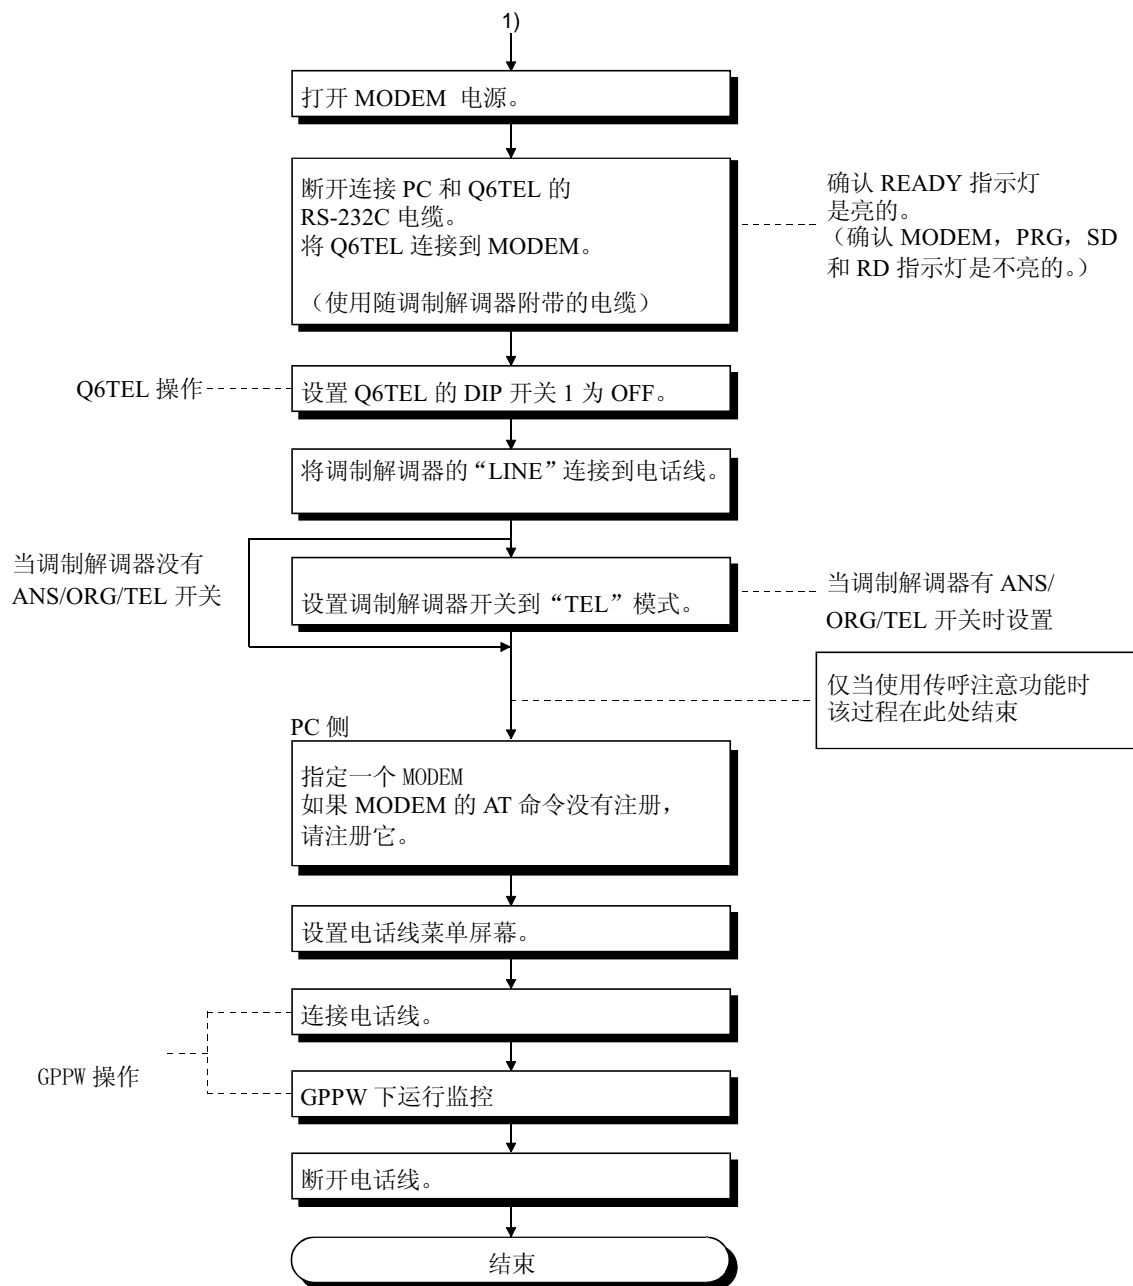 1)
打开 MODEM 电源。
断开连接 PC 和 Q6TEL 的
RS-232C 电缆。
将 Q6TEL 连接到 MODEM。
（使用随调制解调器附带的电缆）
确认 READY 指示灯
是亮的。
（确认 MODEM，PRG，SD
和 RD 指示灯是不亮的。）
Q6TEL 操作
设置 Q6TEL 的 DIP 开关 1 为 OFF。
将调制解调器的“LINE”连接到电话线。
当调制解调器没有
ANS/ORG/TEL 开关
设置调制解调器开关到“TEL”模式。
当调制解调器有 ANS/
ORG/TEL 开关时设置
仅当使用传呼注意功能时
该过程在此处结束
PC 侧
指定一个 MODEM
如果 MODEM 的 AT 命令没有注册，
请注册它。
设置电话线菜单屏幕。
连接电话线。
GPPW 操作
GPPW 下运行监控
断开电话线。
结束